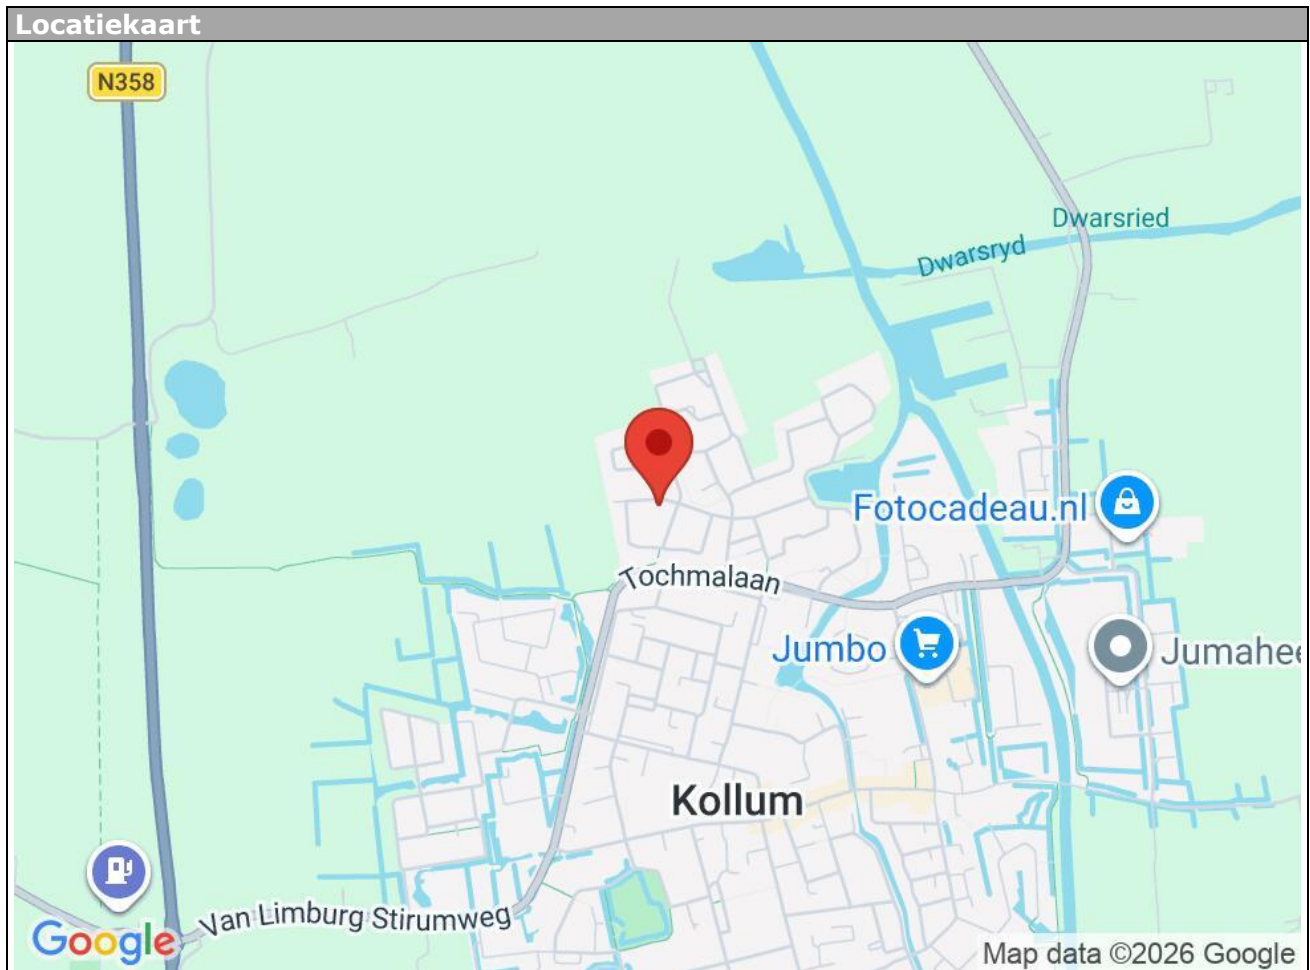 Locatiekaart
N358
Dwarsried
Dwarsryd
Fotocadeau.nl
Tochmalaan
Jumbo
Jumahee
Kollum
Van Limburg Stirumweg
Google
Map data ©2026 Google